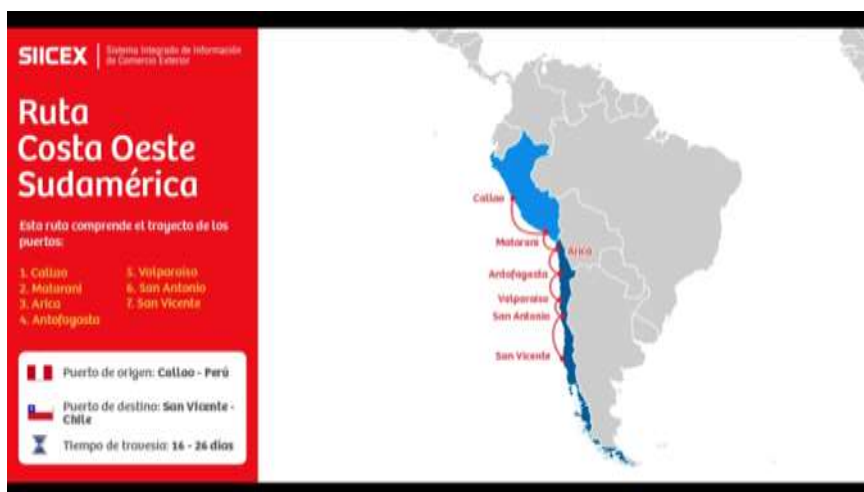 SIICEX
Sistema Integrado de Información
de Comercio Exterior
Ruta
Costa Oeste
Sudamérica
Esta ruta comprende el trayecto de los
puertos:
1. Callao
2. Matarani
3. Arica
4. Antofagasta
5. Valparaíso
6. San Antonio
7. San Vicente
Puerto de origen: Callao - Perú
Puerto de destino: San Vicente -
Chile
Tiempo de travesía: 16 - 26 días
Callao
Matarani
Arica
Antofagasta
Valparaíso
San Antonio
San Vicente